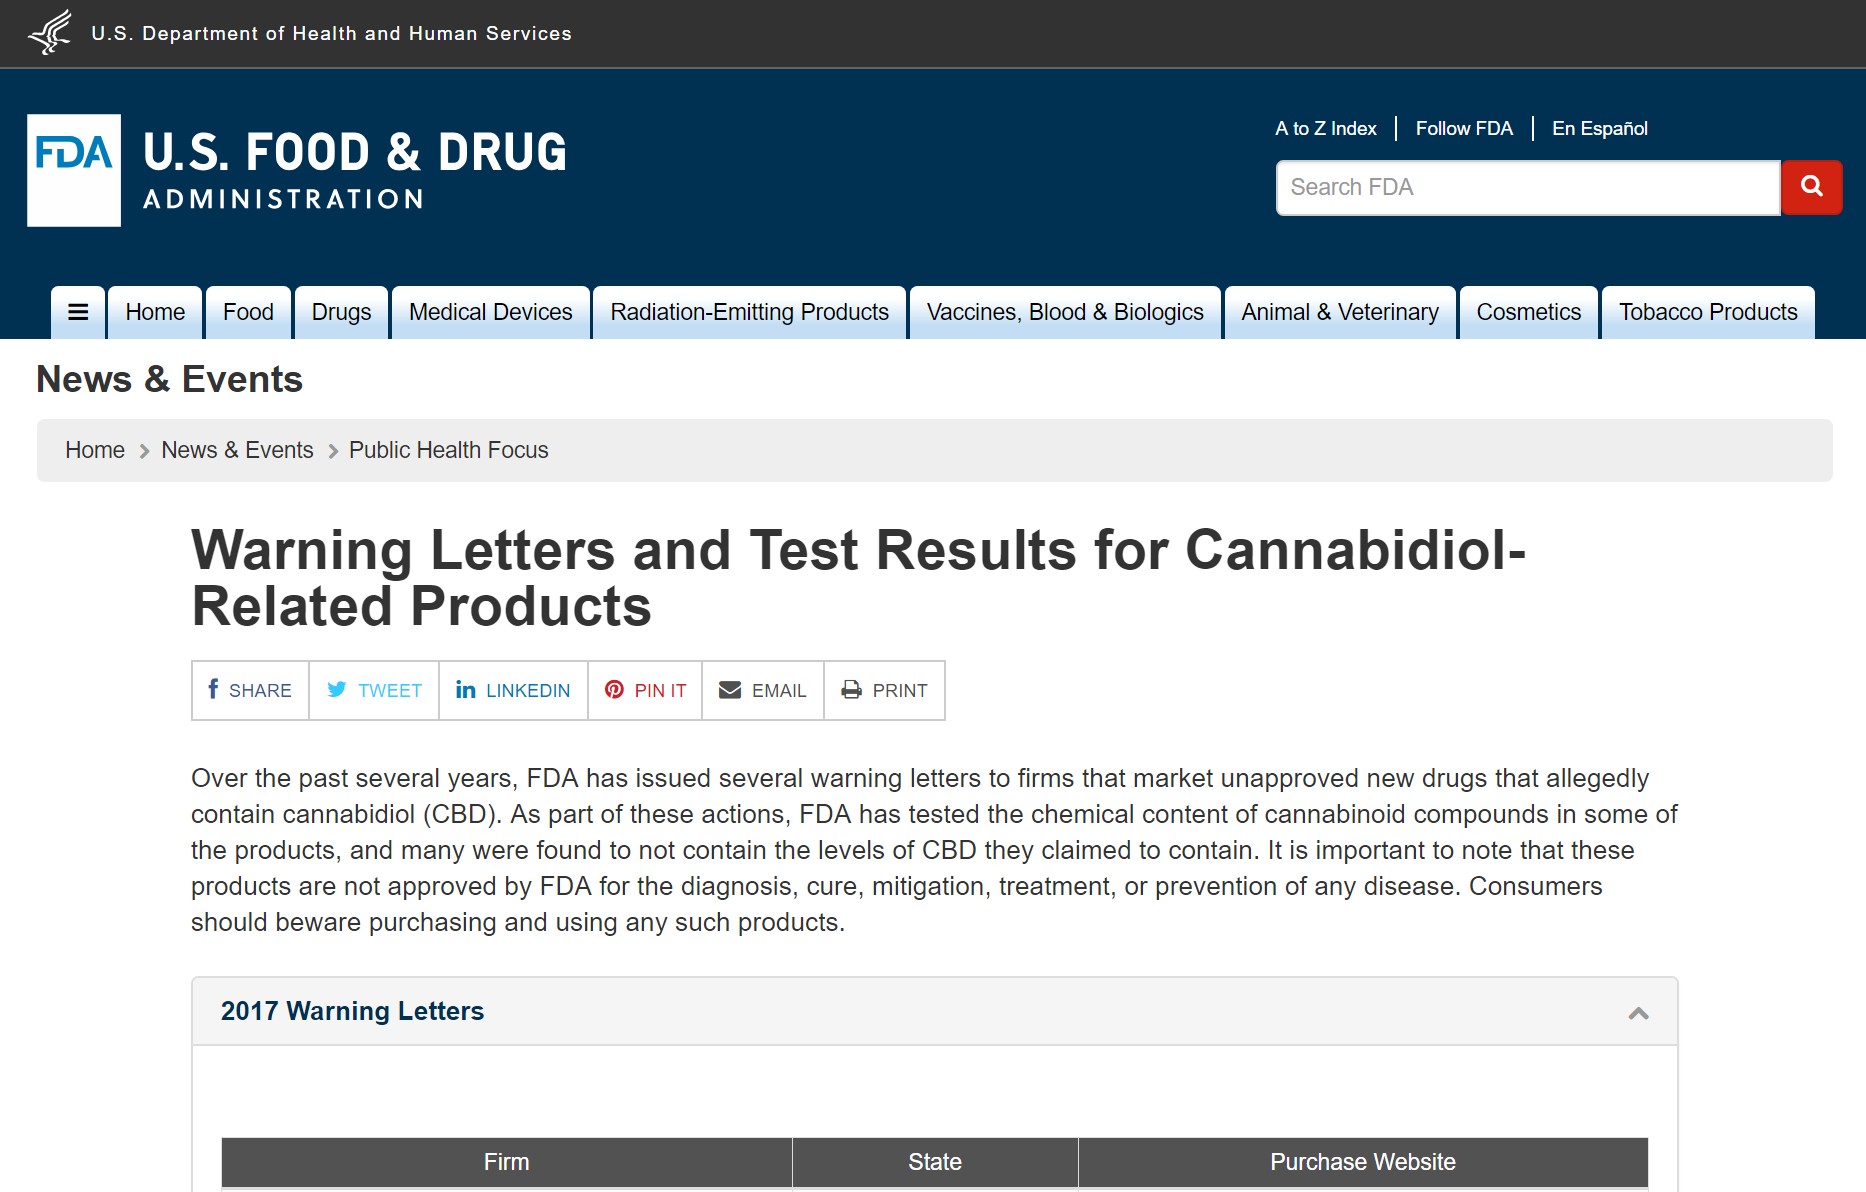 U.S. Department of Health and Human Services
FDA
U.S. FOOD & DRUG
ADMINISTRATION
A to Z Index
Follow FDA
En Español
Search FDA
Home
Food
Drugs
Medical Devices
Radiation-Emitting Products
Vaccines, Blood & Biologics
Animal & Veterinary
Cosmetics
Tobacco Products
News & Events
Home
News & Events
Public Health Focus
Warning Letters and Test Results for Cannabidiol-
Related Products
SHARE
TWEET
LINKEDIN
PIN IT
EMAIL
PRINT
Over the past several years, FDA has issued several warning letters to firms that market unapproved new drugs that allegedly
contain cannabidiol (CBD). As part of these actions, FDA has tested the chemical content of cannabinoid compounds in some of
the products, and many were found to not contain the levels of CBD they claimed to contain. It is important to note that these
products are not approved by FDA for the diagnosis, cure, mitigation, treatment, or prevention of any disease. Consumers
should beware purchasing and using any such products.
2017 Warning Letters
Firm
State
Purchase Website